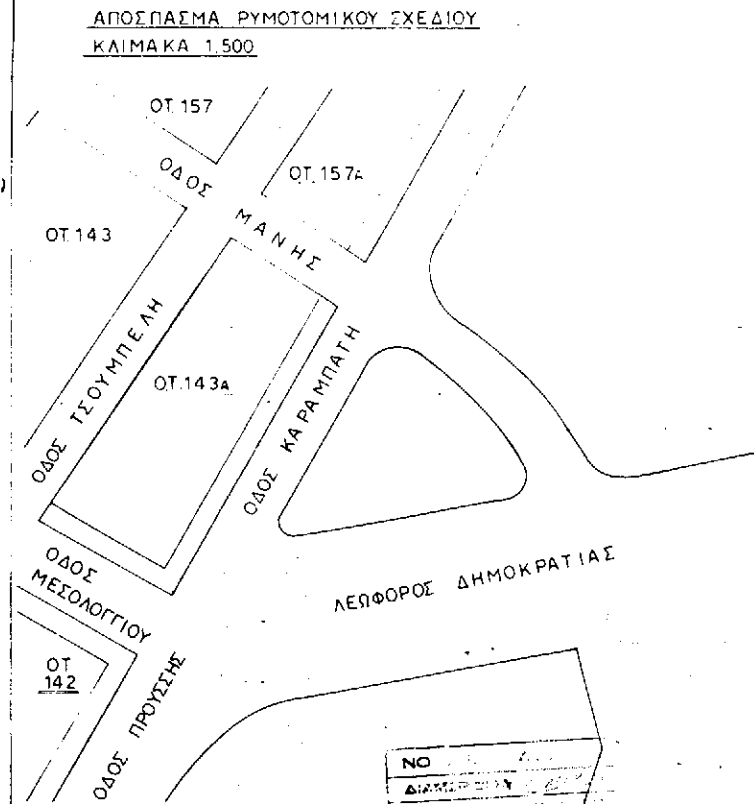 ΑΠΟΣΠΑΣΜΑ ΡΥΜΟΤΟΜΙΚΟΥ ΣΧΕΔΙΟΥ
ΚΛΙΜΑΚΑ 1.500
ΟΤ 157
ΟΔΟΣ ΜΑΝΗΣ
ΟΤ.157Α
ΟΤ. 143
ΟΔΟΣ ΤΣΟΥΜΠΕΛΗ
ΟΤ.143Α
ΟΔΟΣ ΚΑΡΑΜΠΑΤΗ
ΟΔΟΣ
ΜΕΣΟΛΟΓΓΙΟΥ
ΛΕΩΦΟΡΟΣ ΔΗΜΟΚΡΑΤΙΑΣ
ΟΤ
142
ΟΔΟΣ ΠΡΟΥΣΣΗΣ
NO